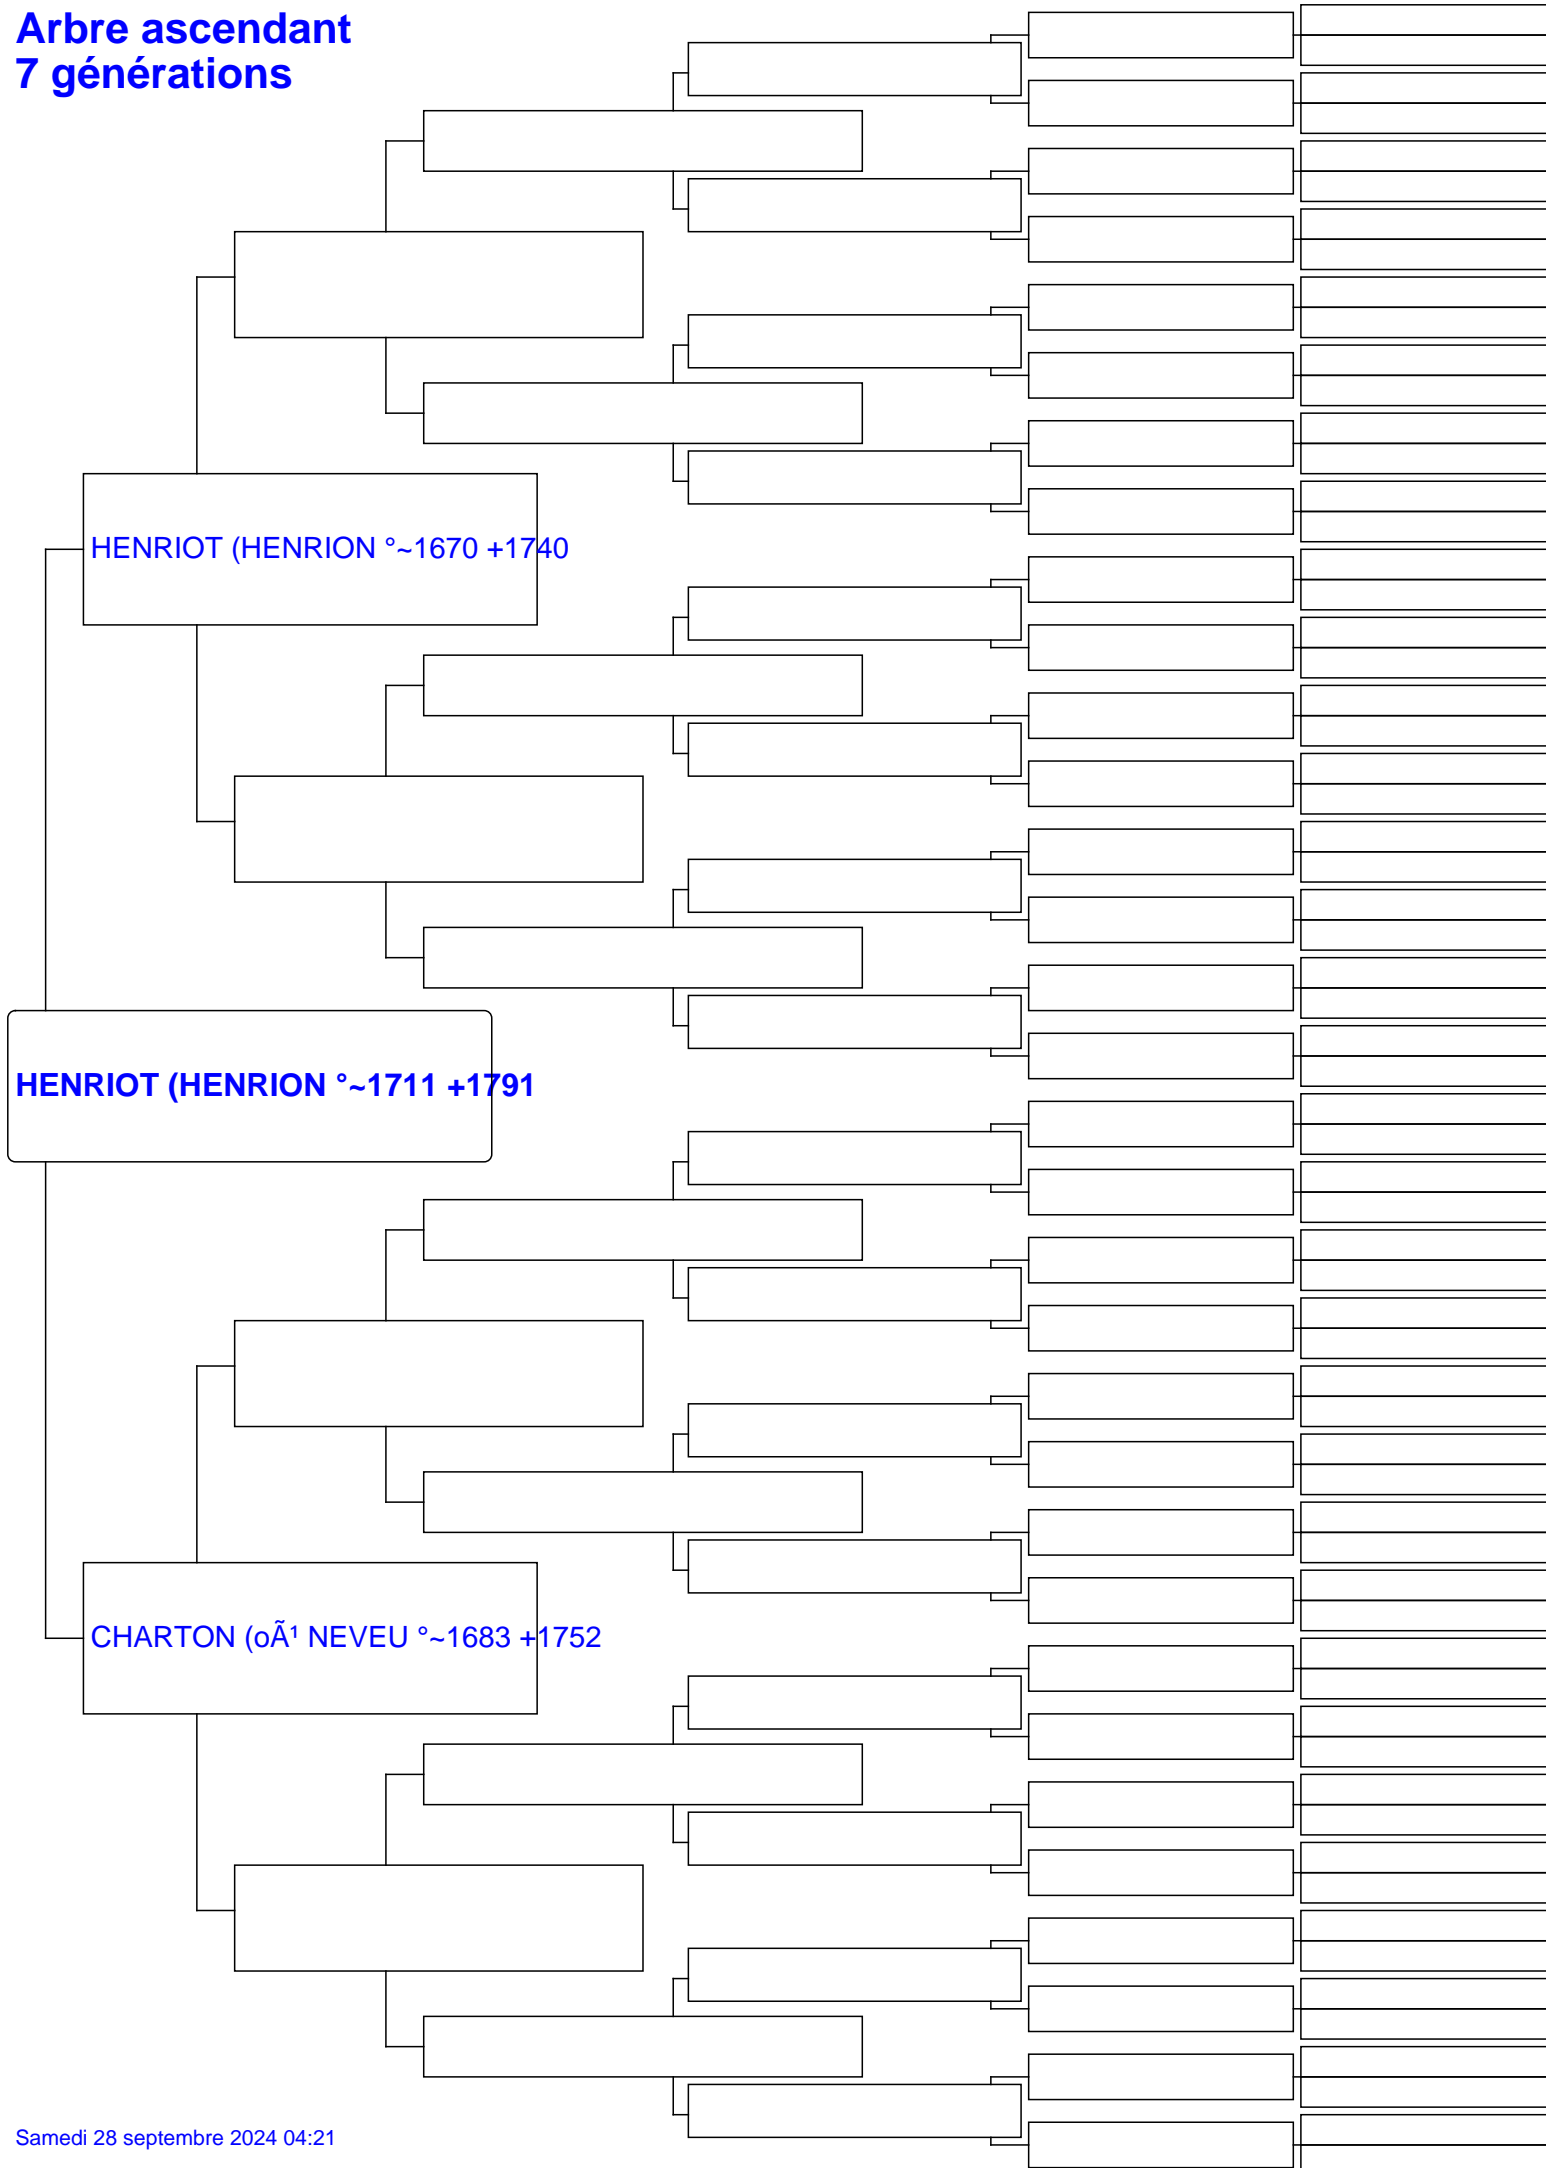 Arbre ascendant
7 générations
HENRIOT (HENRION °~1670 +1740
HENRIOT (HENRION °~1711 +1791
CHARTON (oÃ¹ NEVEU °~1683 +1752
Samedi 28 septembre 2024 04:21